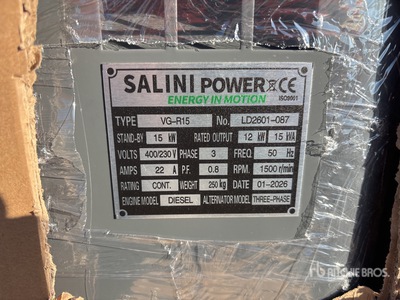 SALINI POWER CE
ENERGY IN MOTION ISO9001
TYPE VG-R15 No. LD2601-087
STAND-BY 15 kW RATED OUTPUT 12 kW 15 kVA
VOLTS 400/230 V PHASE 3 FREQ. 50 Hz
AMPS 22 A P.F. 0.8 RPM. 1500 r/min
RATING CONT. WEIGHT 250 kg DATE 01-2026
ENGINE MODEL DIESEL ALTERNATOR MODEL THREE-PHASE
RITCHIE BROS.